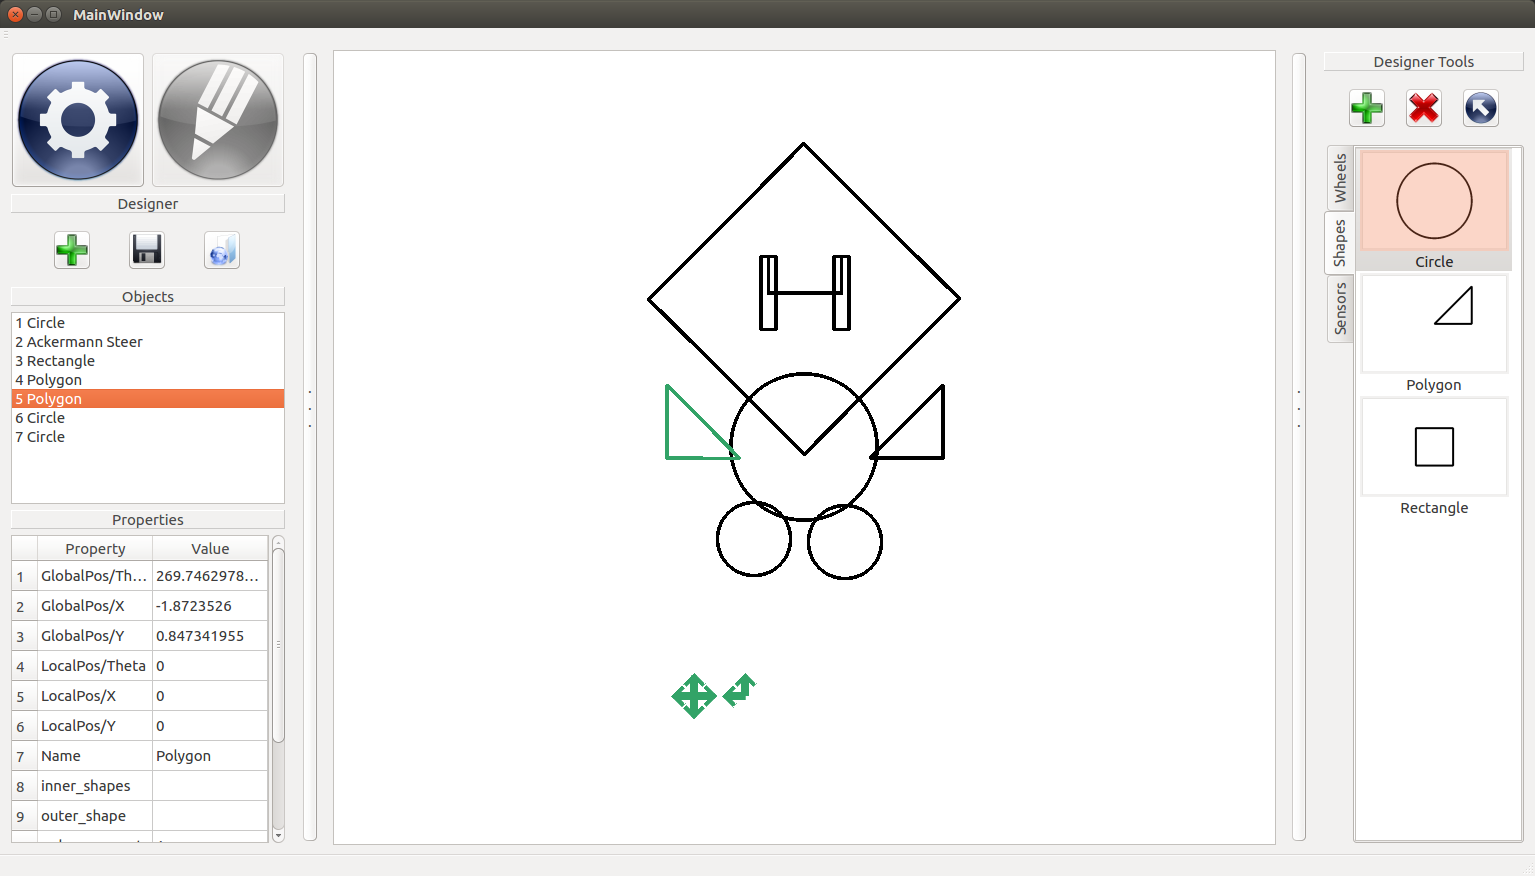 MainWindow
Designer
Objects
1 Circle
2 Ackermann Steer
3 Rectangle
4 Polygon
5 Polygon
6 Circle
7 Circle
Properties
Property Value
1 GlobalPos/Th... 269.7462978...
2 GlobalPos/X -1.8723526
3 GlobalPos/Y 0.847341955
4 LocalPos/Theta 0
5 LocalPos/X 0
6 LocalPos/Y 0
7 Name Polygon
8 inner_shapes
9 outer_shape
Designer Tools
Wheels
Shapes
Sensors
Circle
Polygon
Rectangle